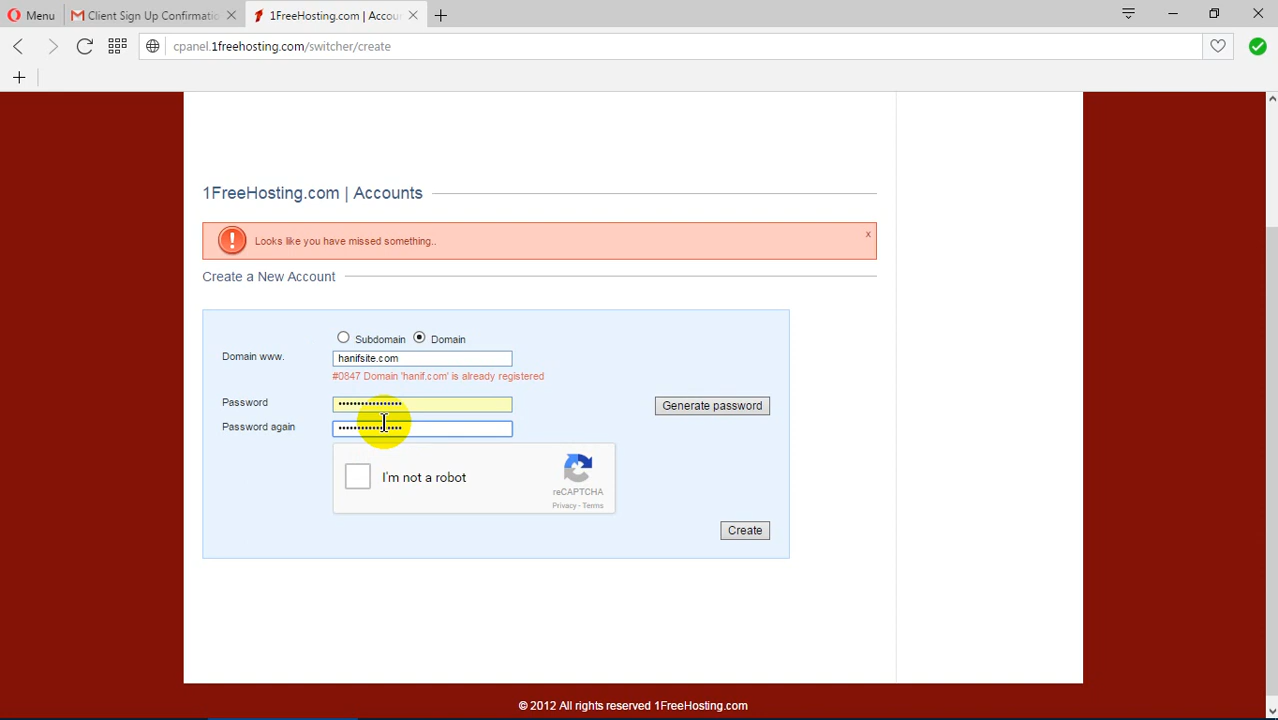 Menu
Client Sign Up Confirmatio
1FreeHosting.com | Accoun
cpanel.1freehosting.com/switcher/create
1FreeHosting.com | Accounts
Looks like you have missed something..
x
Create a New Account
Subdomain Domain
Domain www. hanifsite.com
#0847 Domain 'hanif.com' is already registered
Password •••••••••••••••• Generate password
Password again ••••••••••••••••
I'm not a robot
reCAPTCHA
Privacy - Terms
Create
© 2012 All rights reserved 1FreeHosting.com